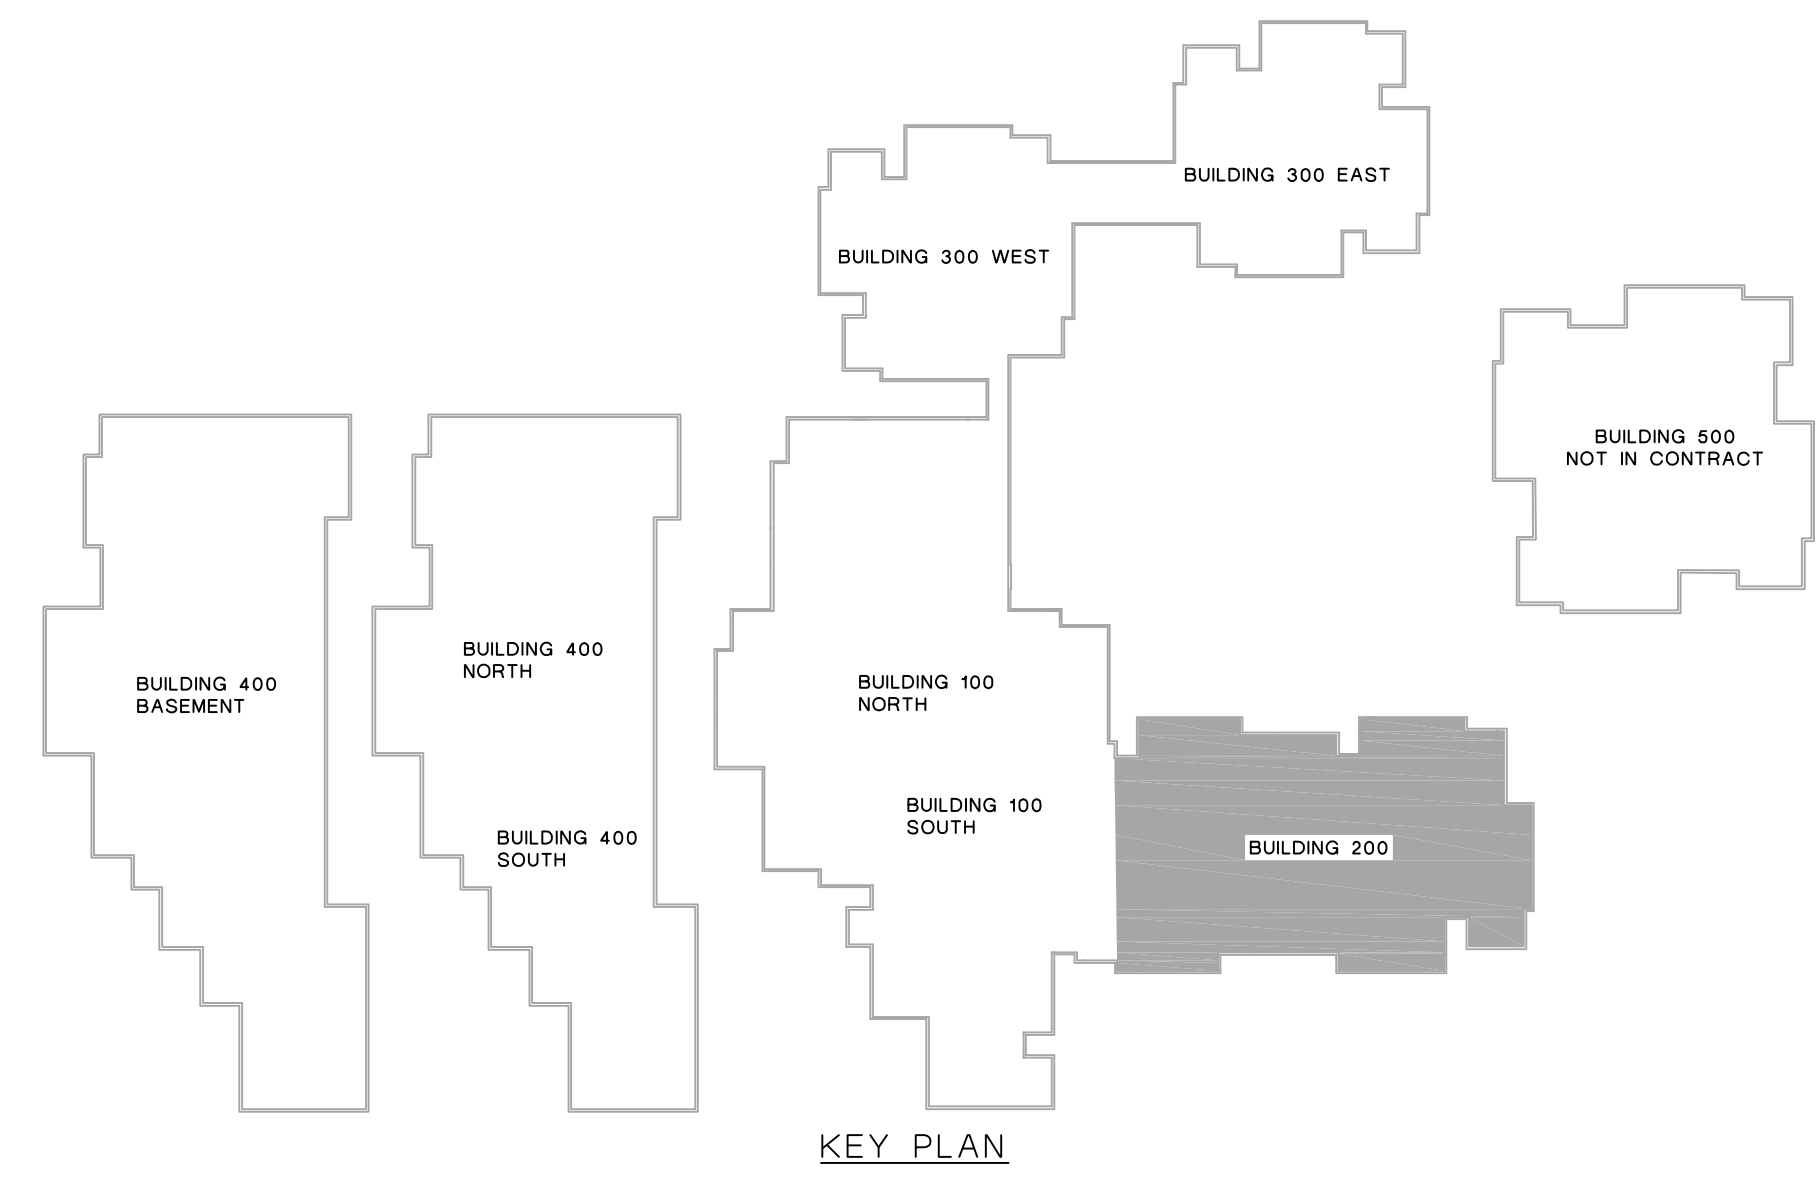 BUILDING 300 EAST
BUILDING 300 WEST
BUILDING 500
NOT IN CONTRACT
BUILDING 400
BASEMENT
BUILDING 400
NORTH
BUILDING 400
SOUTH
BUILDING 100
NORTH
BUILDING 100
SOUTH
BUILDING 200
KEY PLAN